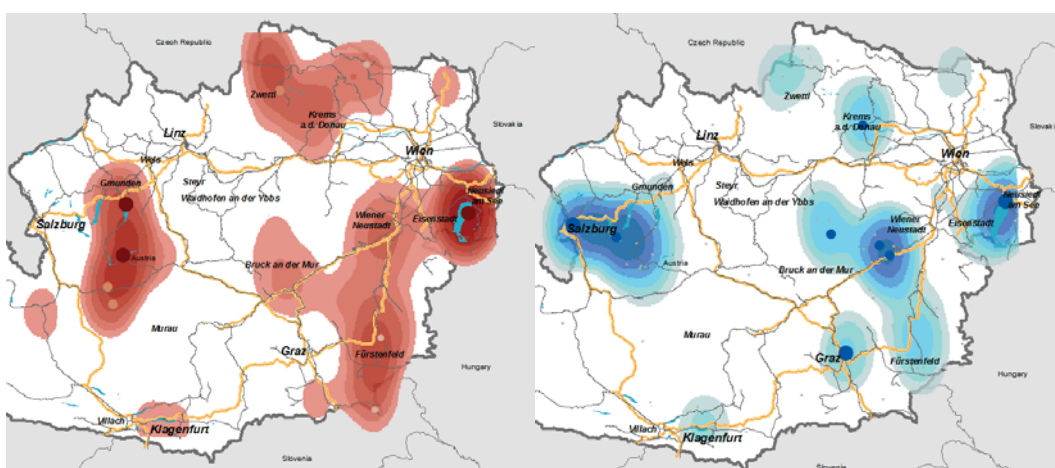 Czech Republic
Zwettl
Krems
a.d. Donau
Linz
Slovakia
Wien
Wels
Gmunden
Steyr
Waidhofen an der Ybbs
Neusiedl
am See
Salzburg
Wiener
Neustadt
Eisenstadt
Austria
Bruck an der Mur
Murau
Graz
Fürstenfeld
Hungary
Villach
Klagenfurt
Slovenia
Czech Republic
Zwettl
Krems
a.d. Donau
Linz
Wien
Wels
Gmunden
Steyr
Waidhofen an der Ybbs
Neusiedl
am See
Salzburg
Wiener
Neustadt
Eisenstadt
Austria
Bruck an der Mur
Murau
Graz
Fürstenfeld
Hungary
Villach
Klagenfurt
Slovenia